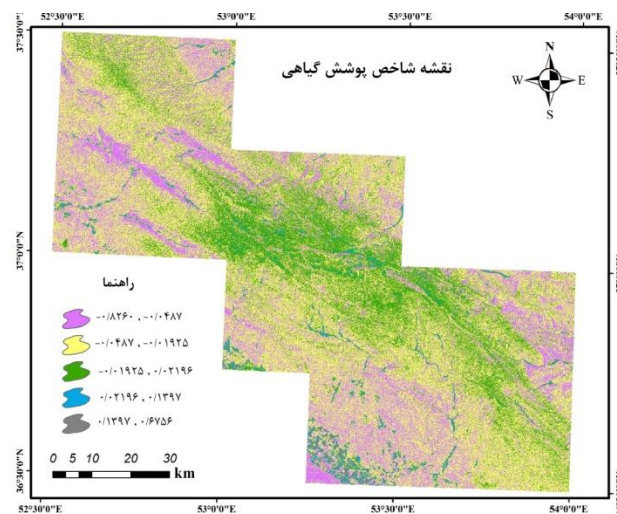 52°30'0"E 53°0'0"E 53°30'0"E 54°0'0"E
37°30'0"N
نقشه شاخص پوشش گیاهی
N
W E
S
37°0'0"N
راهنما
-۰/۸۲۶۰ , -۰/۰۴۸۷
-۰/۰۴۸۷ , -۰/۰۱۹۲۵
-۰/۰۱۹۲۵ , ۰/۰۲۱۹۶
۰/۰۲۱۹۶ , ۰/۱۳۹۷
۰/۱۳۹۷ , ۰/۶۷۵۶
0 5 10 20 30
km
36°30'0"N
52°30'0"E 53°0'0"E 53°30'0"E 54°0'0"E